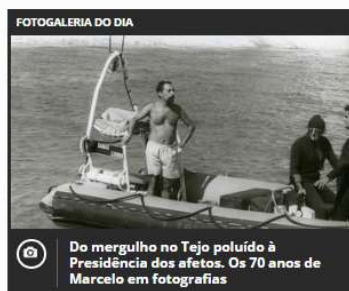 FOTOGALERIA DO DIA
Do mergulho no Tejo poluído à
Presidência dos afetos. Os 70 anos de
Marcelo em fotografias